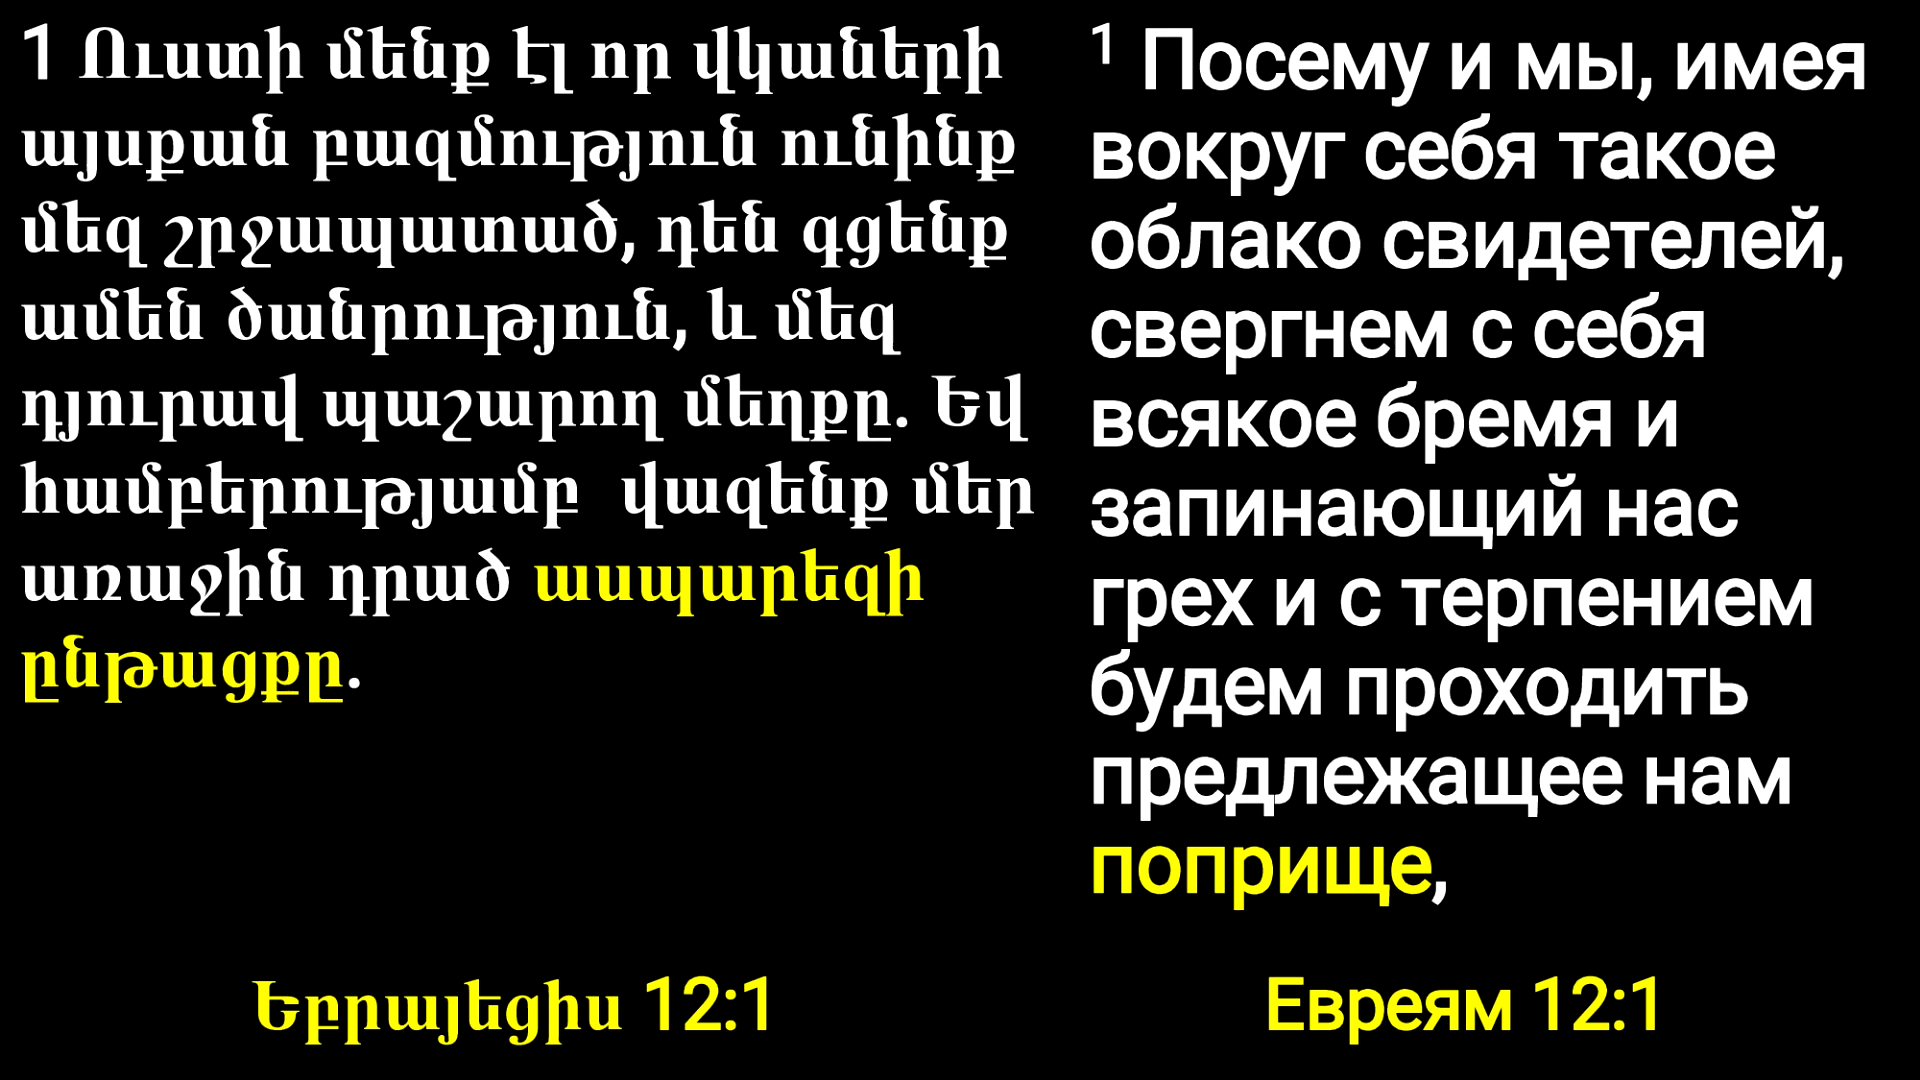 1 Ուստի մենք էլ որ վկաների
այսքան բազմություն ունինք
մեզ շրջապատած, դեն գցենք
ամեն ծանրություն, և մեզ
դյուրավ պաշարող մեղքը. Եվ
համբերությամբ  վազենք մեր
առաջին դրած ասպարեզի
ընթացքը.
Եբրայեցիս 12:1
1 Посему и мы, имея
вокруг себя такое
облако свидетелей,
свергнем с себя
всякое бремя и
запинающий нас
грех и с терпением
будем проходить
предлежащее нам
поприще,
Евреям 12:1